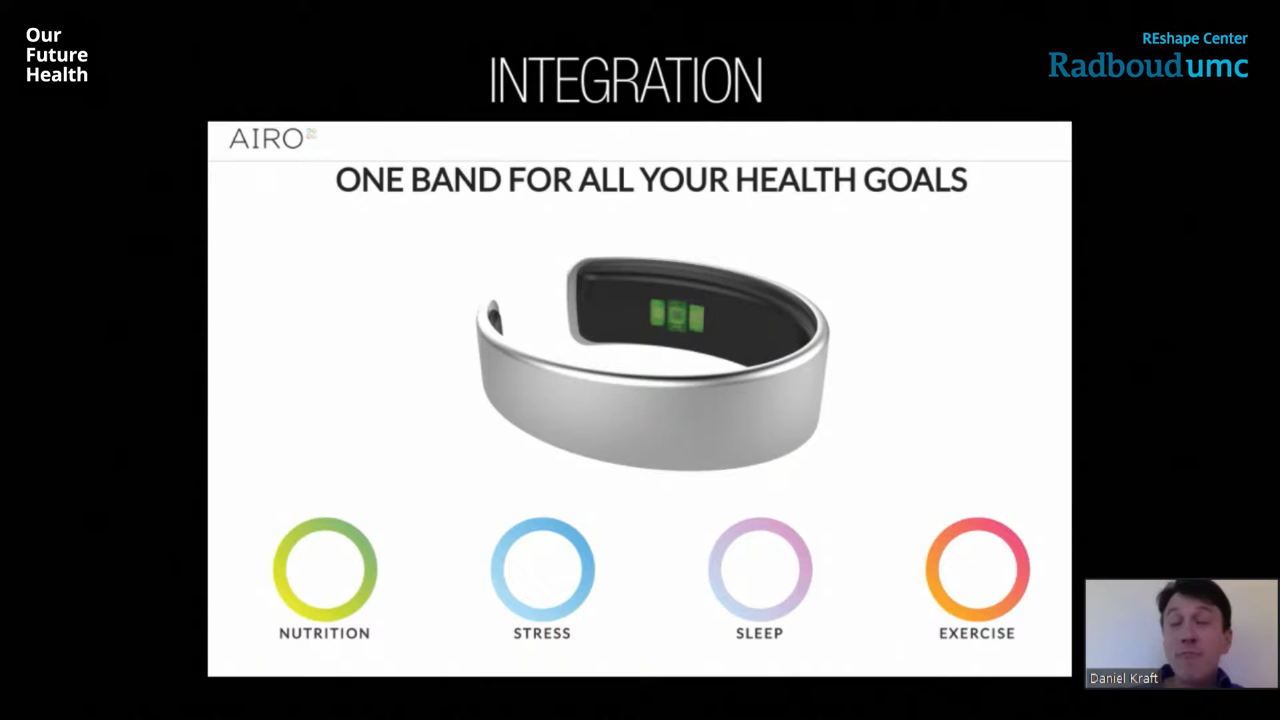 Our
Future
Health
REshape Center
Radboudumc
INTEGRATION
AIRO
ONE BAND FOR ALL YOUR HEALTH GOALS
NUTRITION
STRESS
SLEEP
EXERCISE
Daniel Kraft